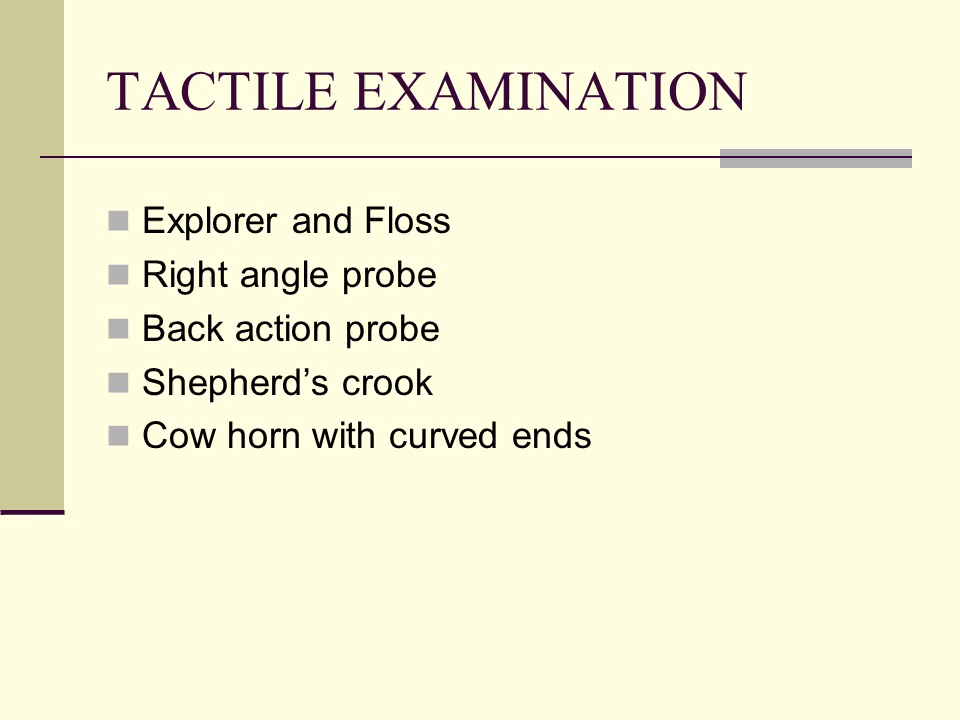 TACTILE EXAMINATION
Explorer and Floss
Right angle probe
Back action probe
Shepherd’s crook
Cow horn with curved ends